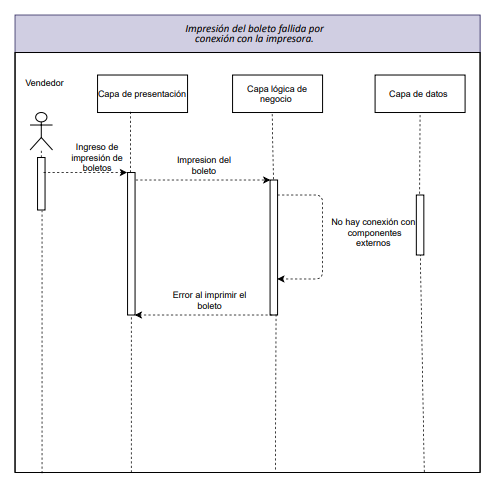 Impresión del boleto fallida por
conexión con la impresora.
Vendedor
Capa de presentación
Capa lógica de
negocio
Capa de datos
Ingreso de
impresión de
boletos
Impresion del
boleto
No hay conexión con
componentes
externos
Error al imprimir el
boleto